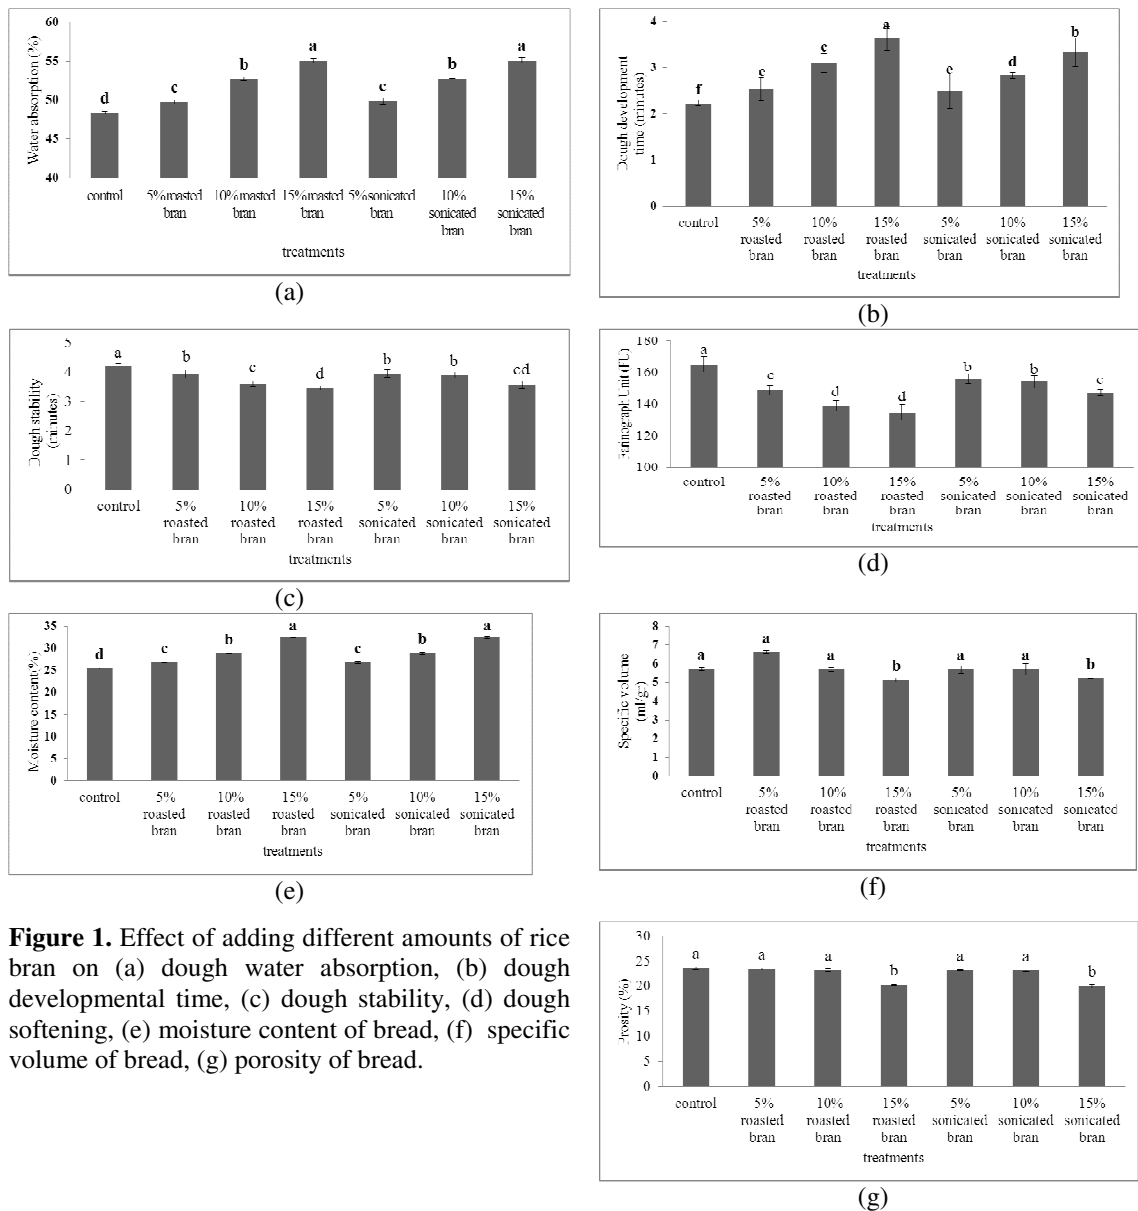 60
55
50
45
40
Water absorption (%)
a a
b b
c c
d
control 5%roasted 10%roasted 15%roasted 5%sonicated 10% 15%
bran bran bran bran sonicated sonicated
bran bran
treatments
(a)
4
3
2
1
0
Dough development
time (minutes)
f e c a e d b
control 5% 10% 15% 5% 10% 15%
roasted roasted roasted sonicated sonicated sonicated
bran bran bran bran bran bran
treatments
(b)
5
4
3
2
1
0
Dough stability
(minutes)
a b c d b b cd
control 5% 10% 15% 5% 10% 15%
roasted roasted roasted sonicated sonicated sonicated
bran bran bran bran bran bran
treatments
(c)
180
160
140
120
100
Farinograph Unit (FU)
a c d d b b c
control 5% 10% 15% 5% 10% 15%
roasted roasted roasted sonicated sonicated sonicated
bran bran bran bran bran bran
treatments
(d)
35
30
25
20
15
10
5
0
Moisture content(%)
d c b a c b a
control 5% 10% 15% 5% 10% 15%
roasted roasted roasted sonicated sonicated sonicated
bran bran bran bran bran bran
treatments
(e)
8
7
6
5
4
3
2
1
0
Specific volume
(ml/gr)
a a a b a a b
control 5% 10% 15% 5% 10% 15%
roasted roasted roasted sonicated sonicated sonicated
bran bran bran bran bran bran
treatments
(f)
Figure 1. Effect of adding different amounts of rice
bran on (a) dough water absorption, (b) dough
developmental time, (c) dough stability, (d) dough
softening, (e) moisture content of bread, (f) specific
volume of bread, (g) porosity of bread.
30
25
20
15
10
5
0
Prosity (%)
a a a b a a b
control 5% 10% 15% 5% 10% 15%
roasted roasted roasted sonicated sonicated sonicated
bran bran bran bran bran bran
treatments
(g)